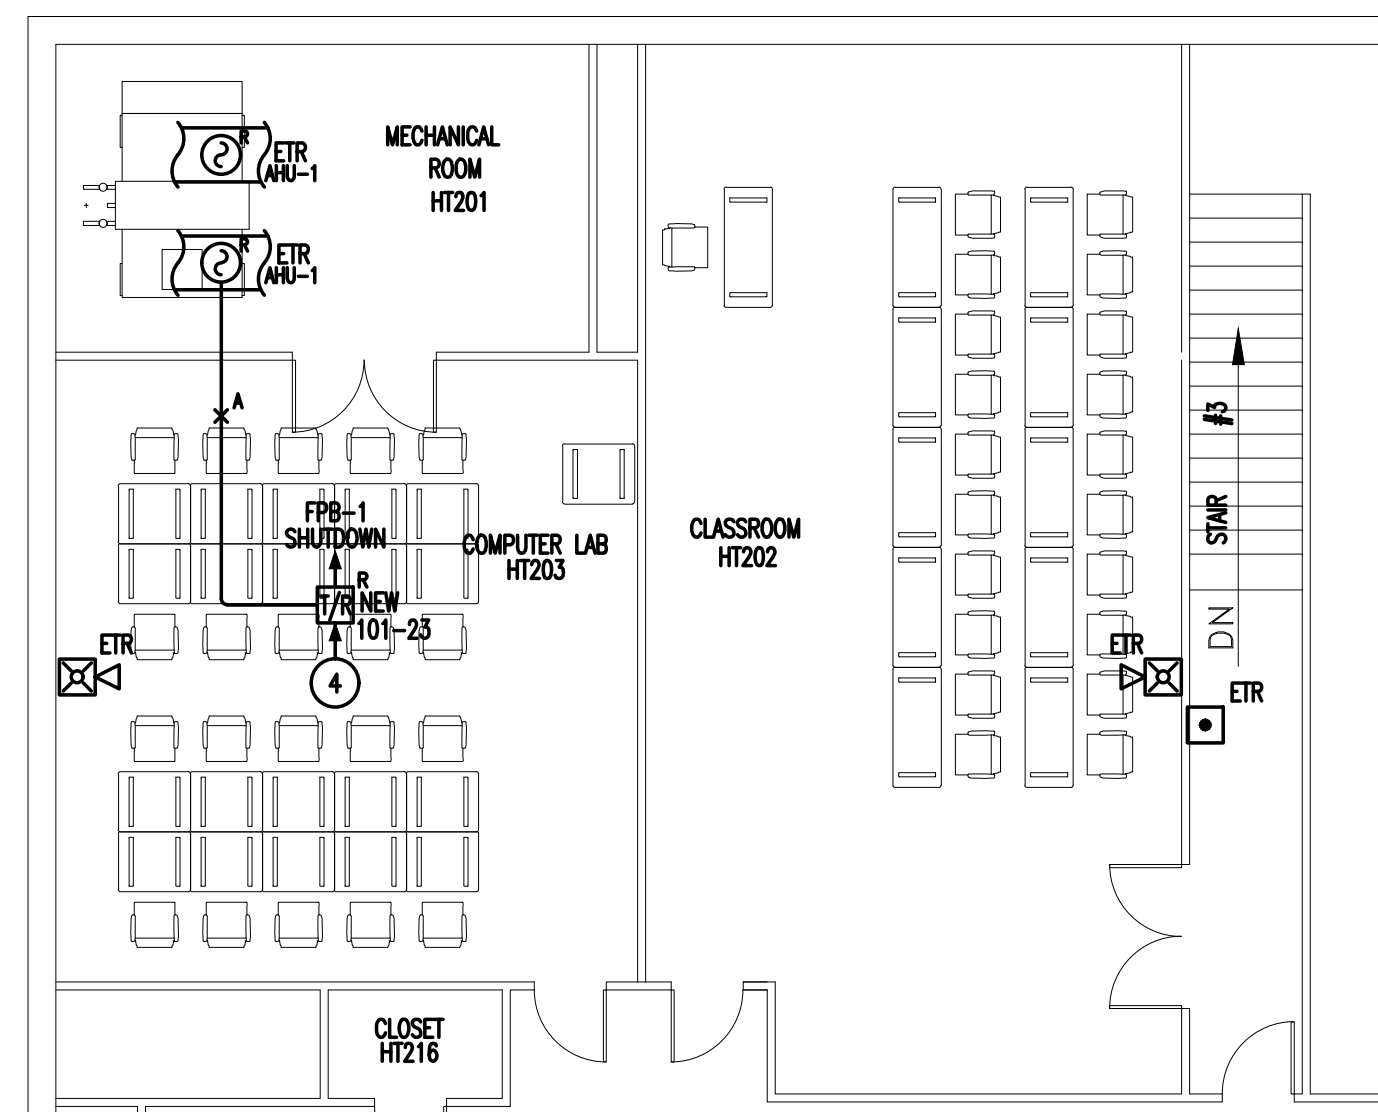 R
ETR
AHU-1
MECHANICAL
ROOM
HT201
R
ETR
AHU-1
A
FPB-1
SHUTDOWN
COMPUTER LAB
HT203
R
T/R
NEW
101-23
4
ETR
CLASSROOM
HT202
STAIR #3
DN
ETR
ETR
CLOSET
HT216